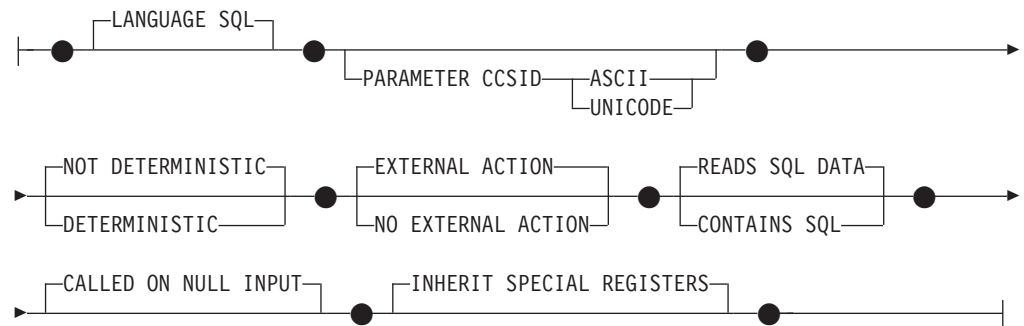 LANGUAGE SQL
PARAMETER CCSID ASCII
UNICODE
NOT DETERMINISTIC EXTERNAL ACTION READS SQL DATA
DETERMINISTIC NO EXTERNAL ACTION CONTAINS SQL
CALLED ON NULL INPUT INHERIT SPECIAL REGISTERS